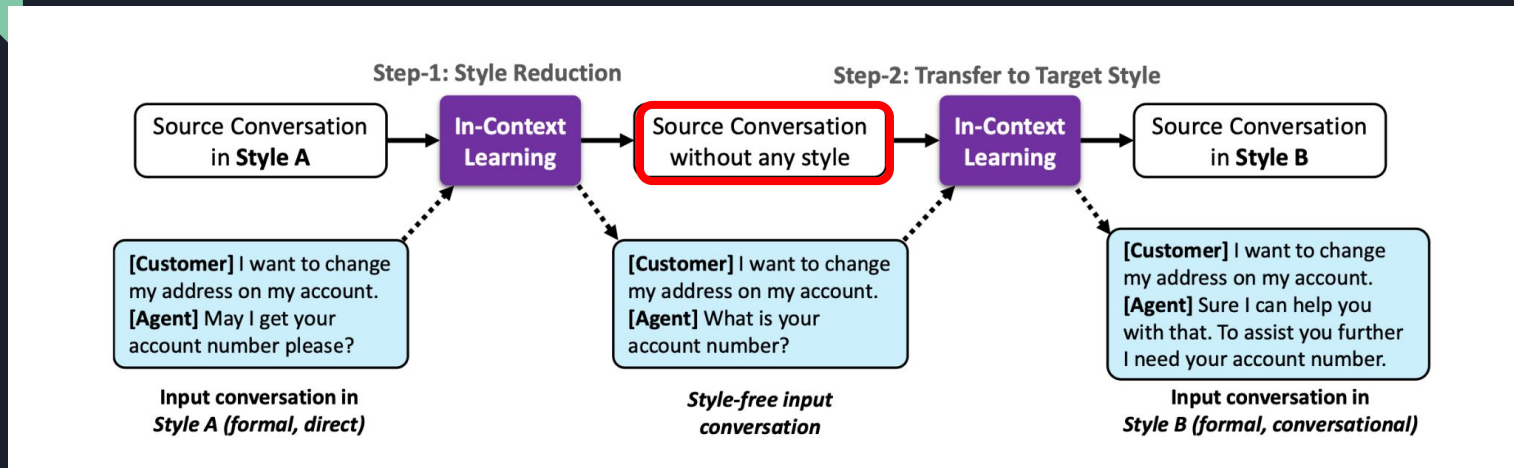 Step-1: Style Reduction
Step-2: Transfer to Target Style
Source Conversation
in Style A
In-Context
Learning
Source Conversation
without any style
In-Context
Learning
Source Conversation
in Style B
[Customer] I want to change
my address on my account.
[Agent] May I get your
account number please?
[Customer] I want to change
my address on my account.
[Agent] What is your
account number?
[Customer] I want to change
my address on my account.
[Agent] Sure I can help you
with that. To assist you further
I need your account number.
Input conversation in
Style A (formal, direct)
Style-free input
conversation
Input conversation in
Style B (formal, conversational)